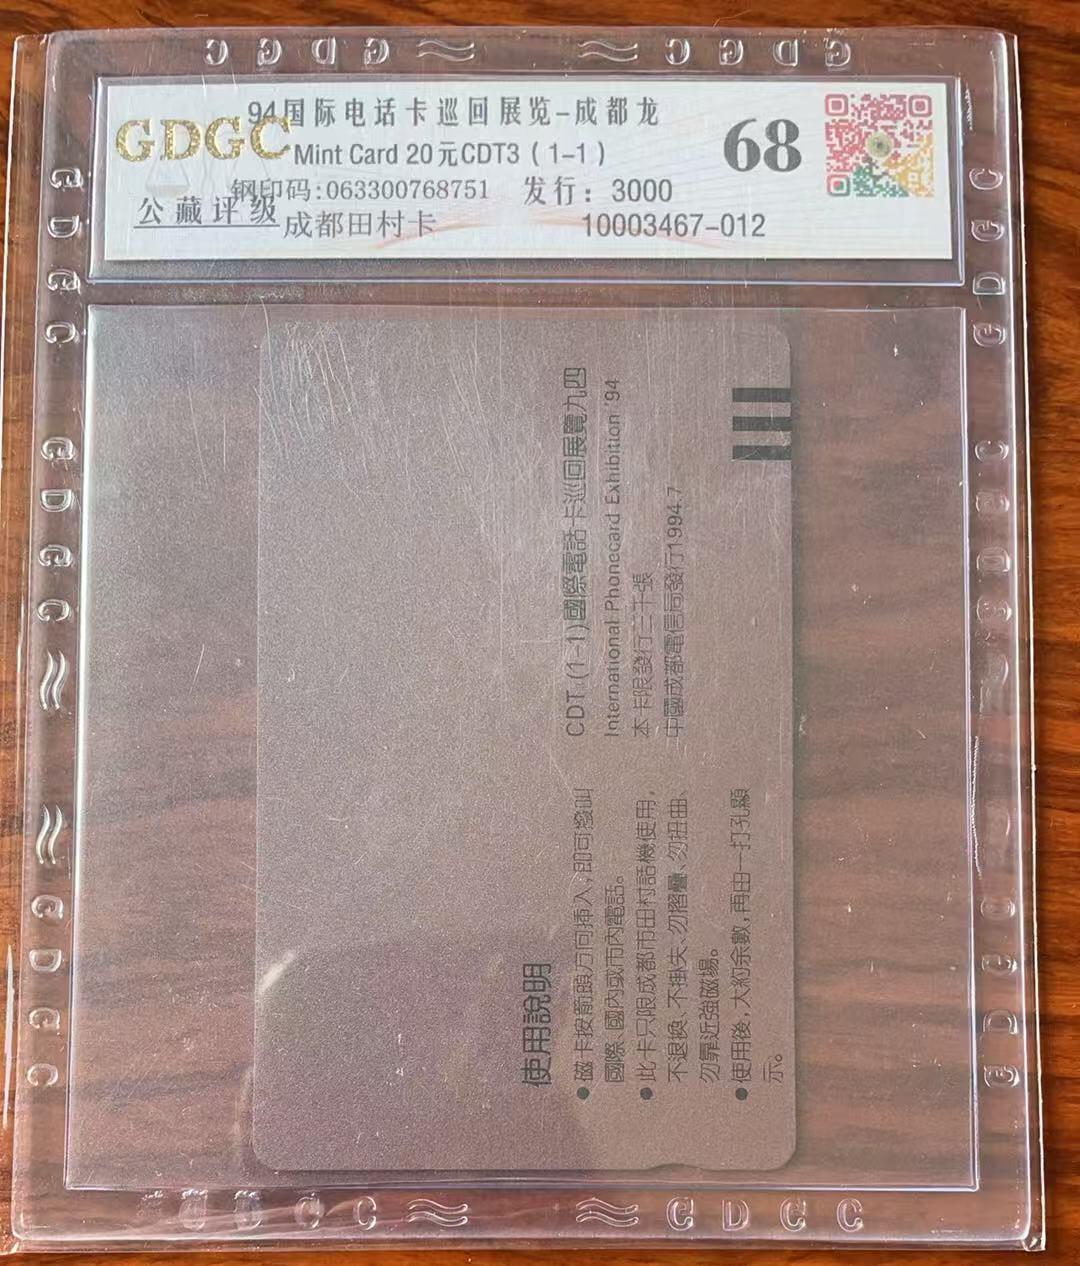 GDGC
公藏评级
94国际电话卡巡回展览-成都龙
Mint Card 20元CDT3 (1-1)
钢印码:063300768751 发行: 3000
成都田村卡 10003467-012
68
CDT.(1-1)國際電話卡巡回展覽九四
International Phonecard Exhibition '94
本卡限發行三千張
中國成都電信局發行1994.7
使用說明
●磁卡按箭頭方向挿入,即可撥叫
國際、國內或市內電話。
●此卡只限成都市田村話機使用,
不退換、不掛失、勿摺疊、勿扭曲、
勿靠近強磁場。
●使用後,大約余數,再由一打孔顯
示。